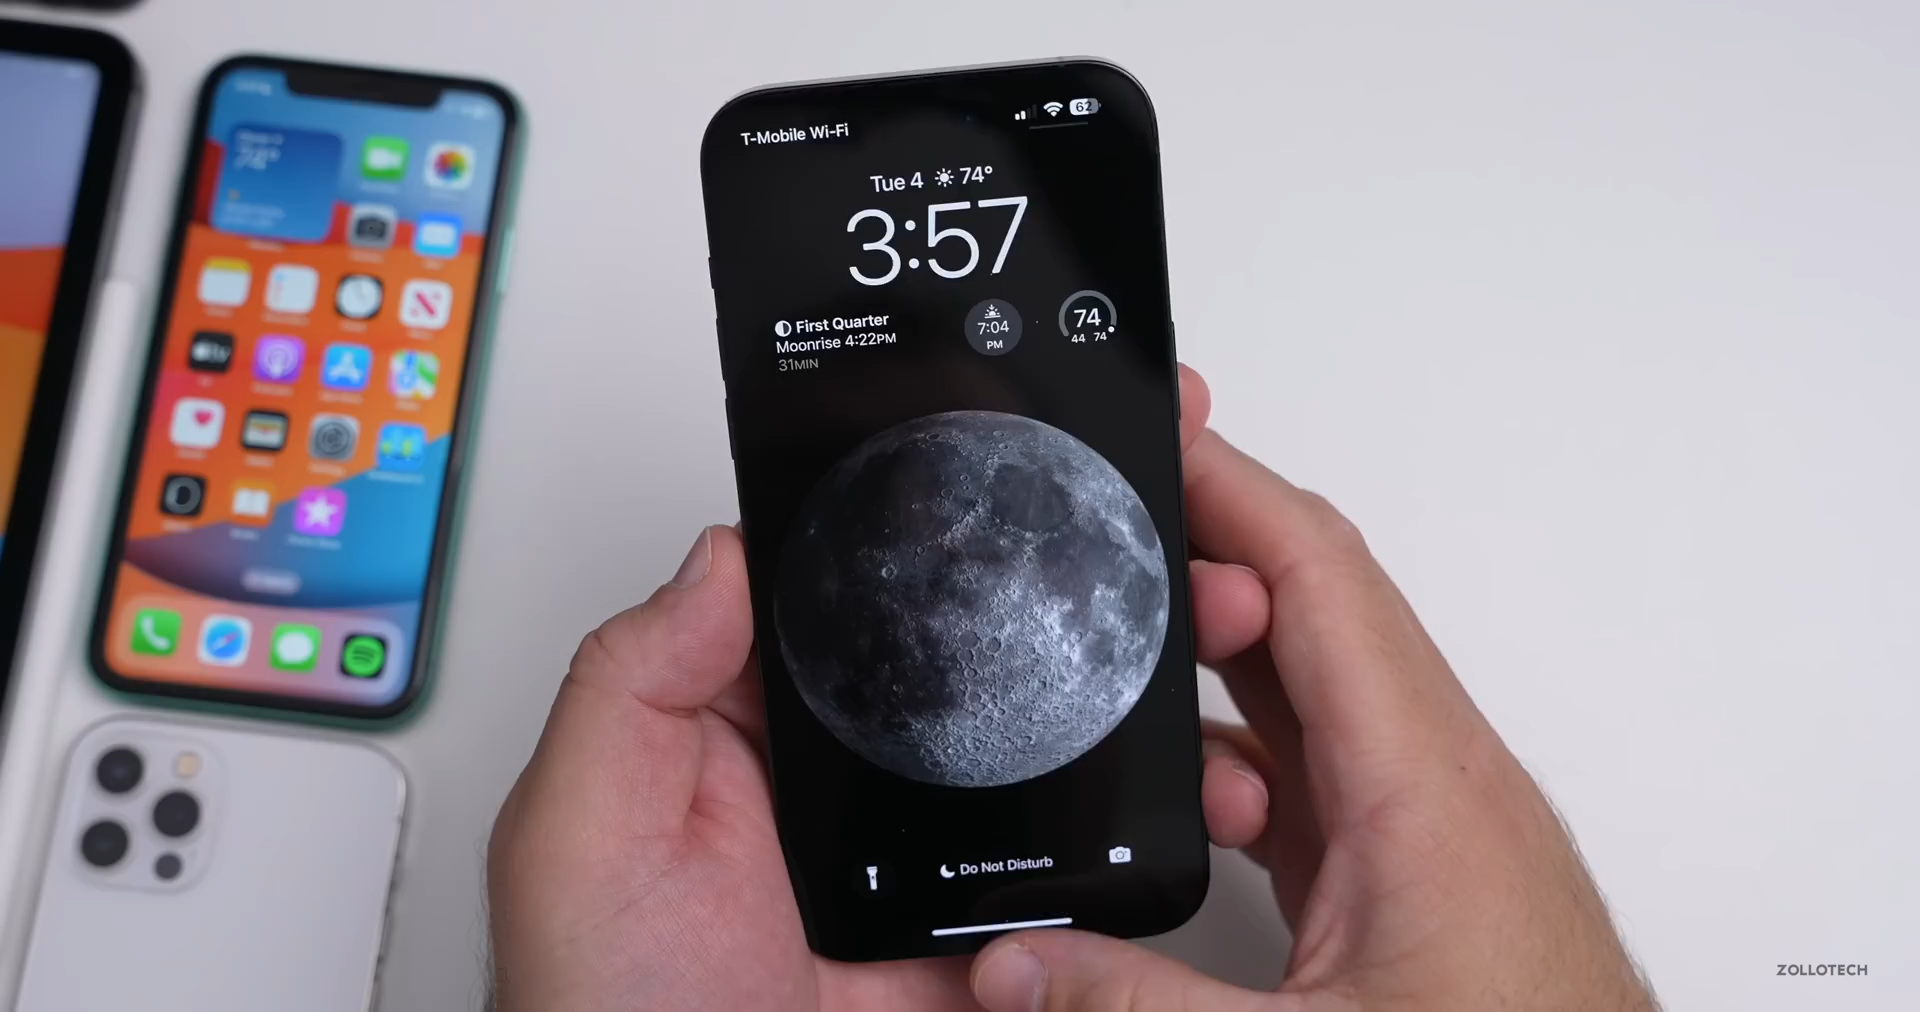 T-Mobile Wi-Fi
62
Tue 4 74°
3:57
First Quarter
Moonrise 4:22PM
31MIN
7:04
PM
74
44 74
Do Not Disturb
ZOLLOTECH